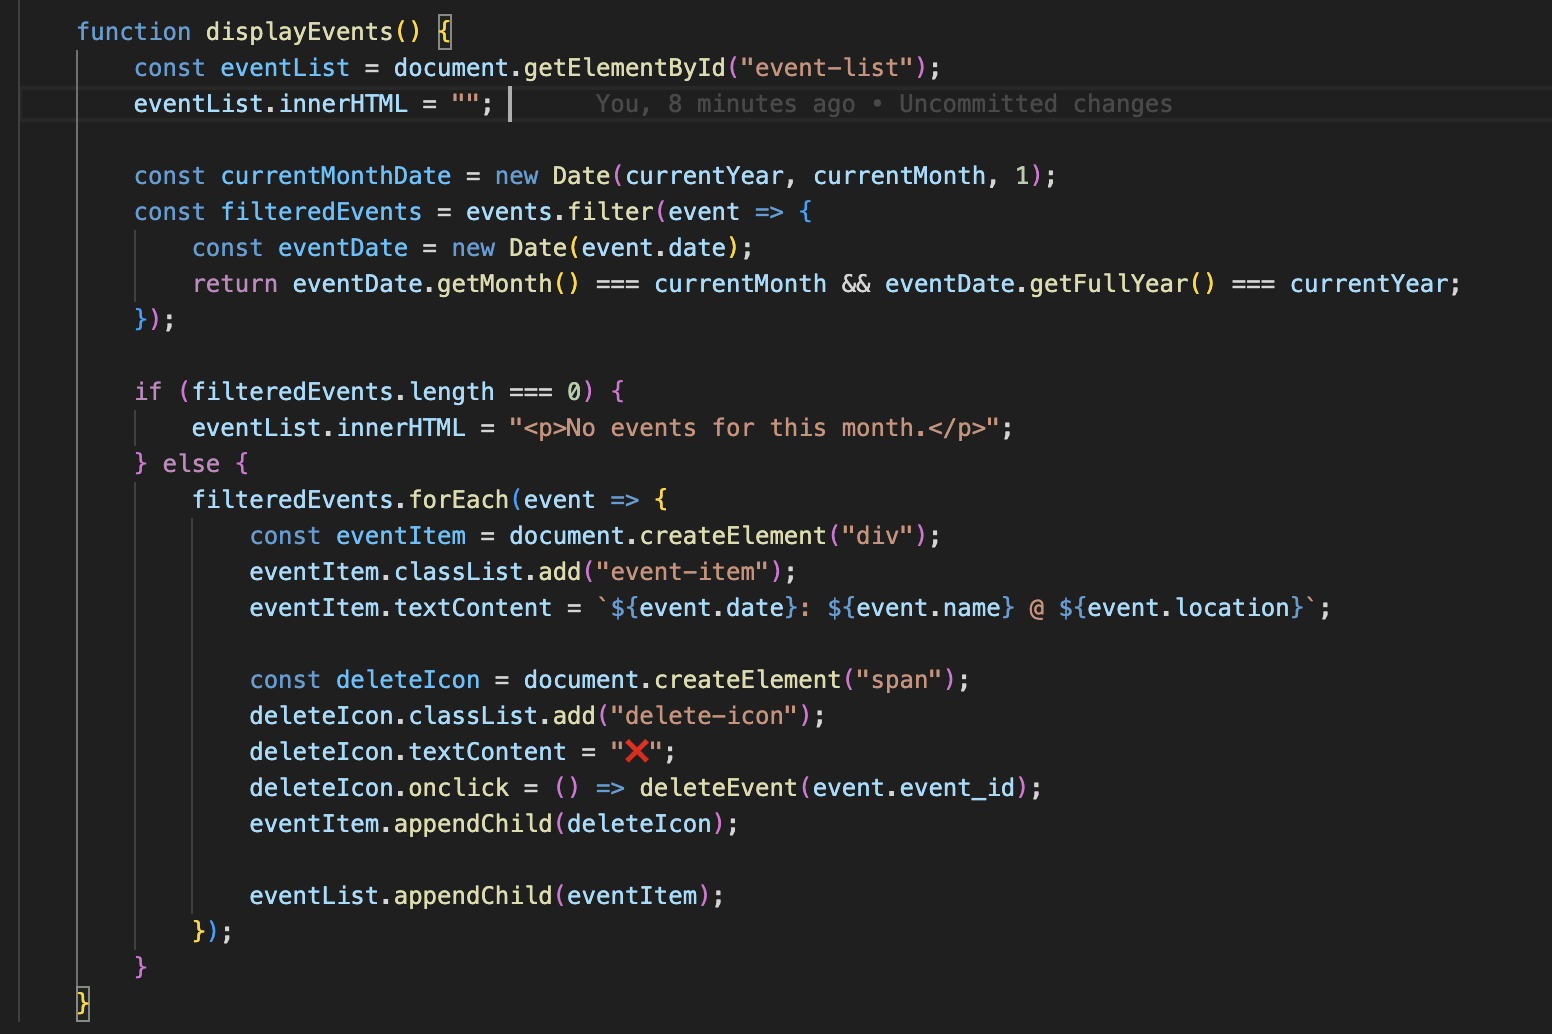 function displayEvents() {
    const eventList = document.getElementById("event-list");
    eventList.innerHTML = ""; You, 8 minutes ago • Uncommitted changes

    const currentMonthDate = new Date(currentYear, currentMonth, 1);
    const filteredEvents = events.filter(event => {
        const eventDate = new Date(event.date);
        return eventDate.getMonth() === currentMonth && eventDate.getFullYear() === currentYear;
    });

    if (filteredEvents.length === 0) {
        eventList.innerHTML = "<p>No events for this month.</p>";
    } else {
        filteredEvents.forEach(event => {
            const eventItem = document.createElement("div");
            eventItem.classList.add("event-item");
            eventItem.textContent = `${event.date}: ${event.name} @ ${event.location}`;

            const deleteIcon = document.createElement("span");
            deleteIcon.classList.add("delete-icon");
            deleteIcon.textContent = "❌";
            deleteIcon.onclick = () => deleteEvent(event.event_id);
            eventItem.appendChild(deleteIcon);

            eventList.appendChild(eventItem);
        });
    }
}